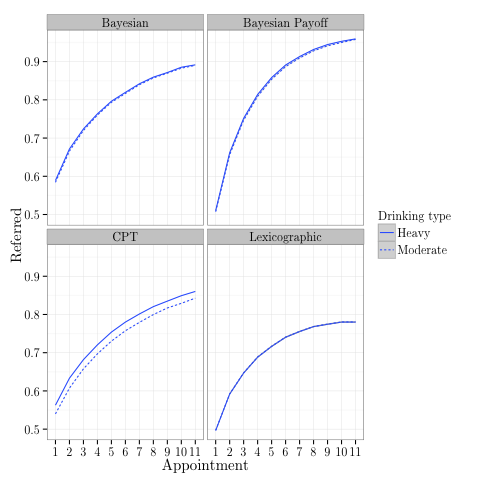 Bayesian Bayesian Payoff
0.9
0.8
0.7
0.6
0.5
CPT Lexicographic
0.9
0.8
0.7
0.6
0.5
1 2 3 4 5 6 7 8 9 10 11 1 2 3 4 5 6 7 8 9 10 11
Appointment
Referred
Drinking type
Heavy
Moderate